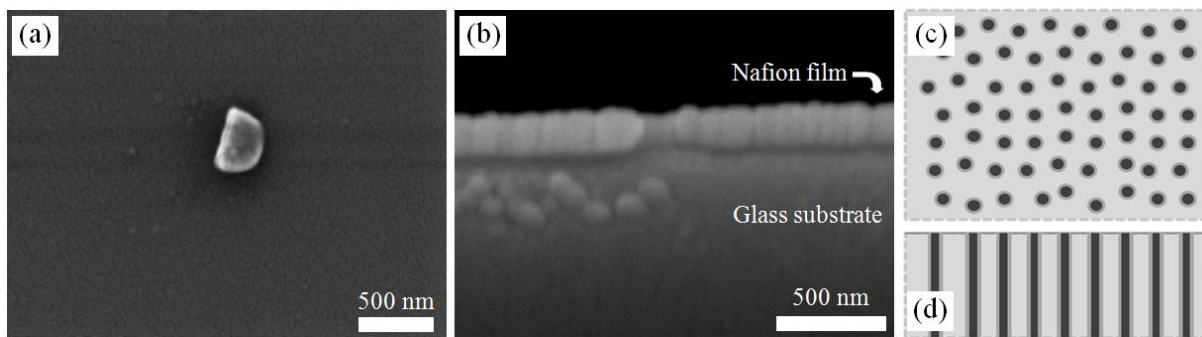 (a)
500 nm
(b)
Nafion film
Glass substrate
500 nm
(c)
(d)